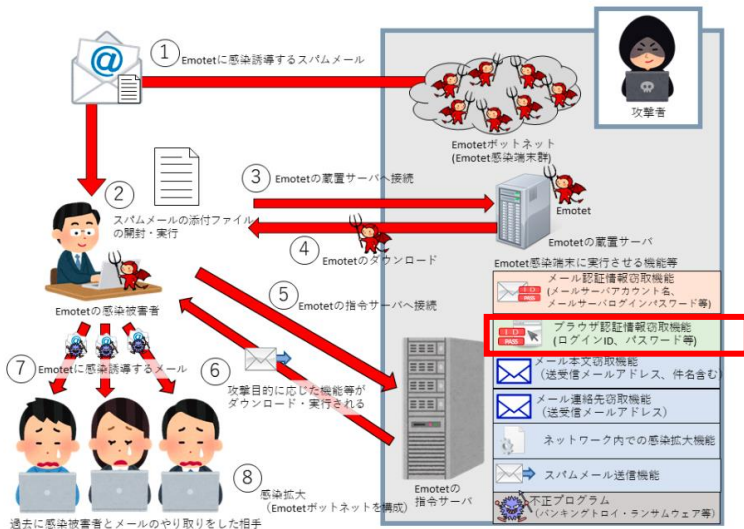 ① Emotetに感染誘導するスパムメール
攻撃者
Emotetボットネット
(Emotet感染端末群)
②
スパムメールの添付ファイル
の開封・実行
③ Emotetの蔵置サーバへ接続
Emotet
④
Emotetのダウンロード
Emotetの蔵置サーバ
Emotetの感染被害者
⑤
Emotetの指令サーバへ接続
Emotet感染端末に実行させる機能等
ID
PASS
メール認証情報窃取機能
(メールサーバアカウント名、
メールサーバログインパスワード等)
ID
PASS
ブラウザ認証情報窃取機能
(ログインID、パスワード等)
メール本文窃取機能
(送受信メールアドレス、件名含む)
メール連絡先窃取機能
(送受信メールアドレス)
ネットワーク内での感染拡大機能
スパムメール送信機能
不正プログラム
(バンキングトロイ・ランサムウェア等)
⑥
攻撃目的に応じた機能等が
ダウンロード・実行される
⑦ Emotetに感染誘導するメール
⑧
感染拡大
(Emotetボットネットを構成)
Emotetの
指令サーバ
過去に感染被害者とメールのやり取りをした相手